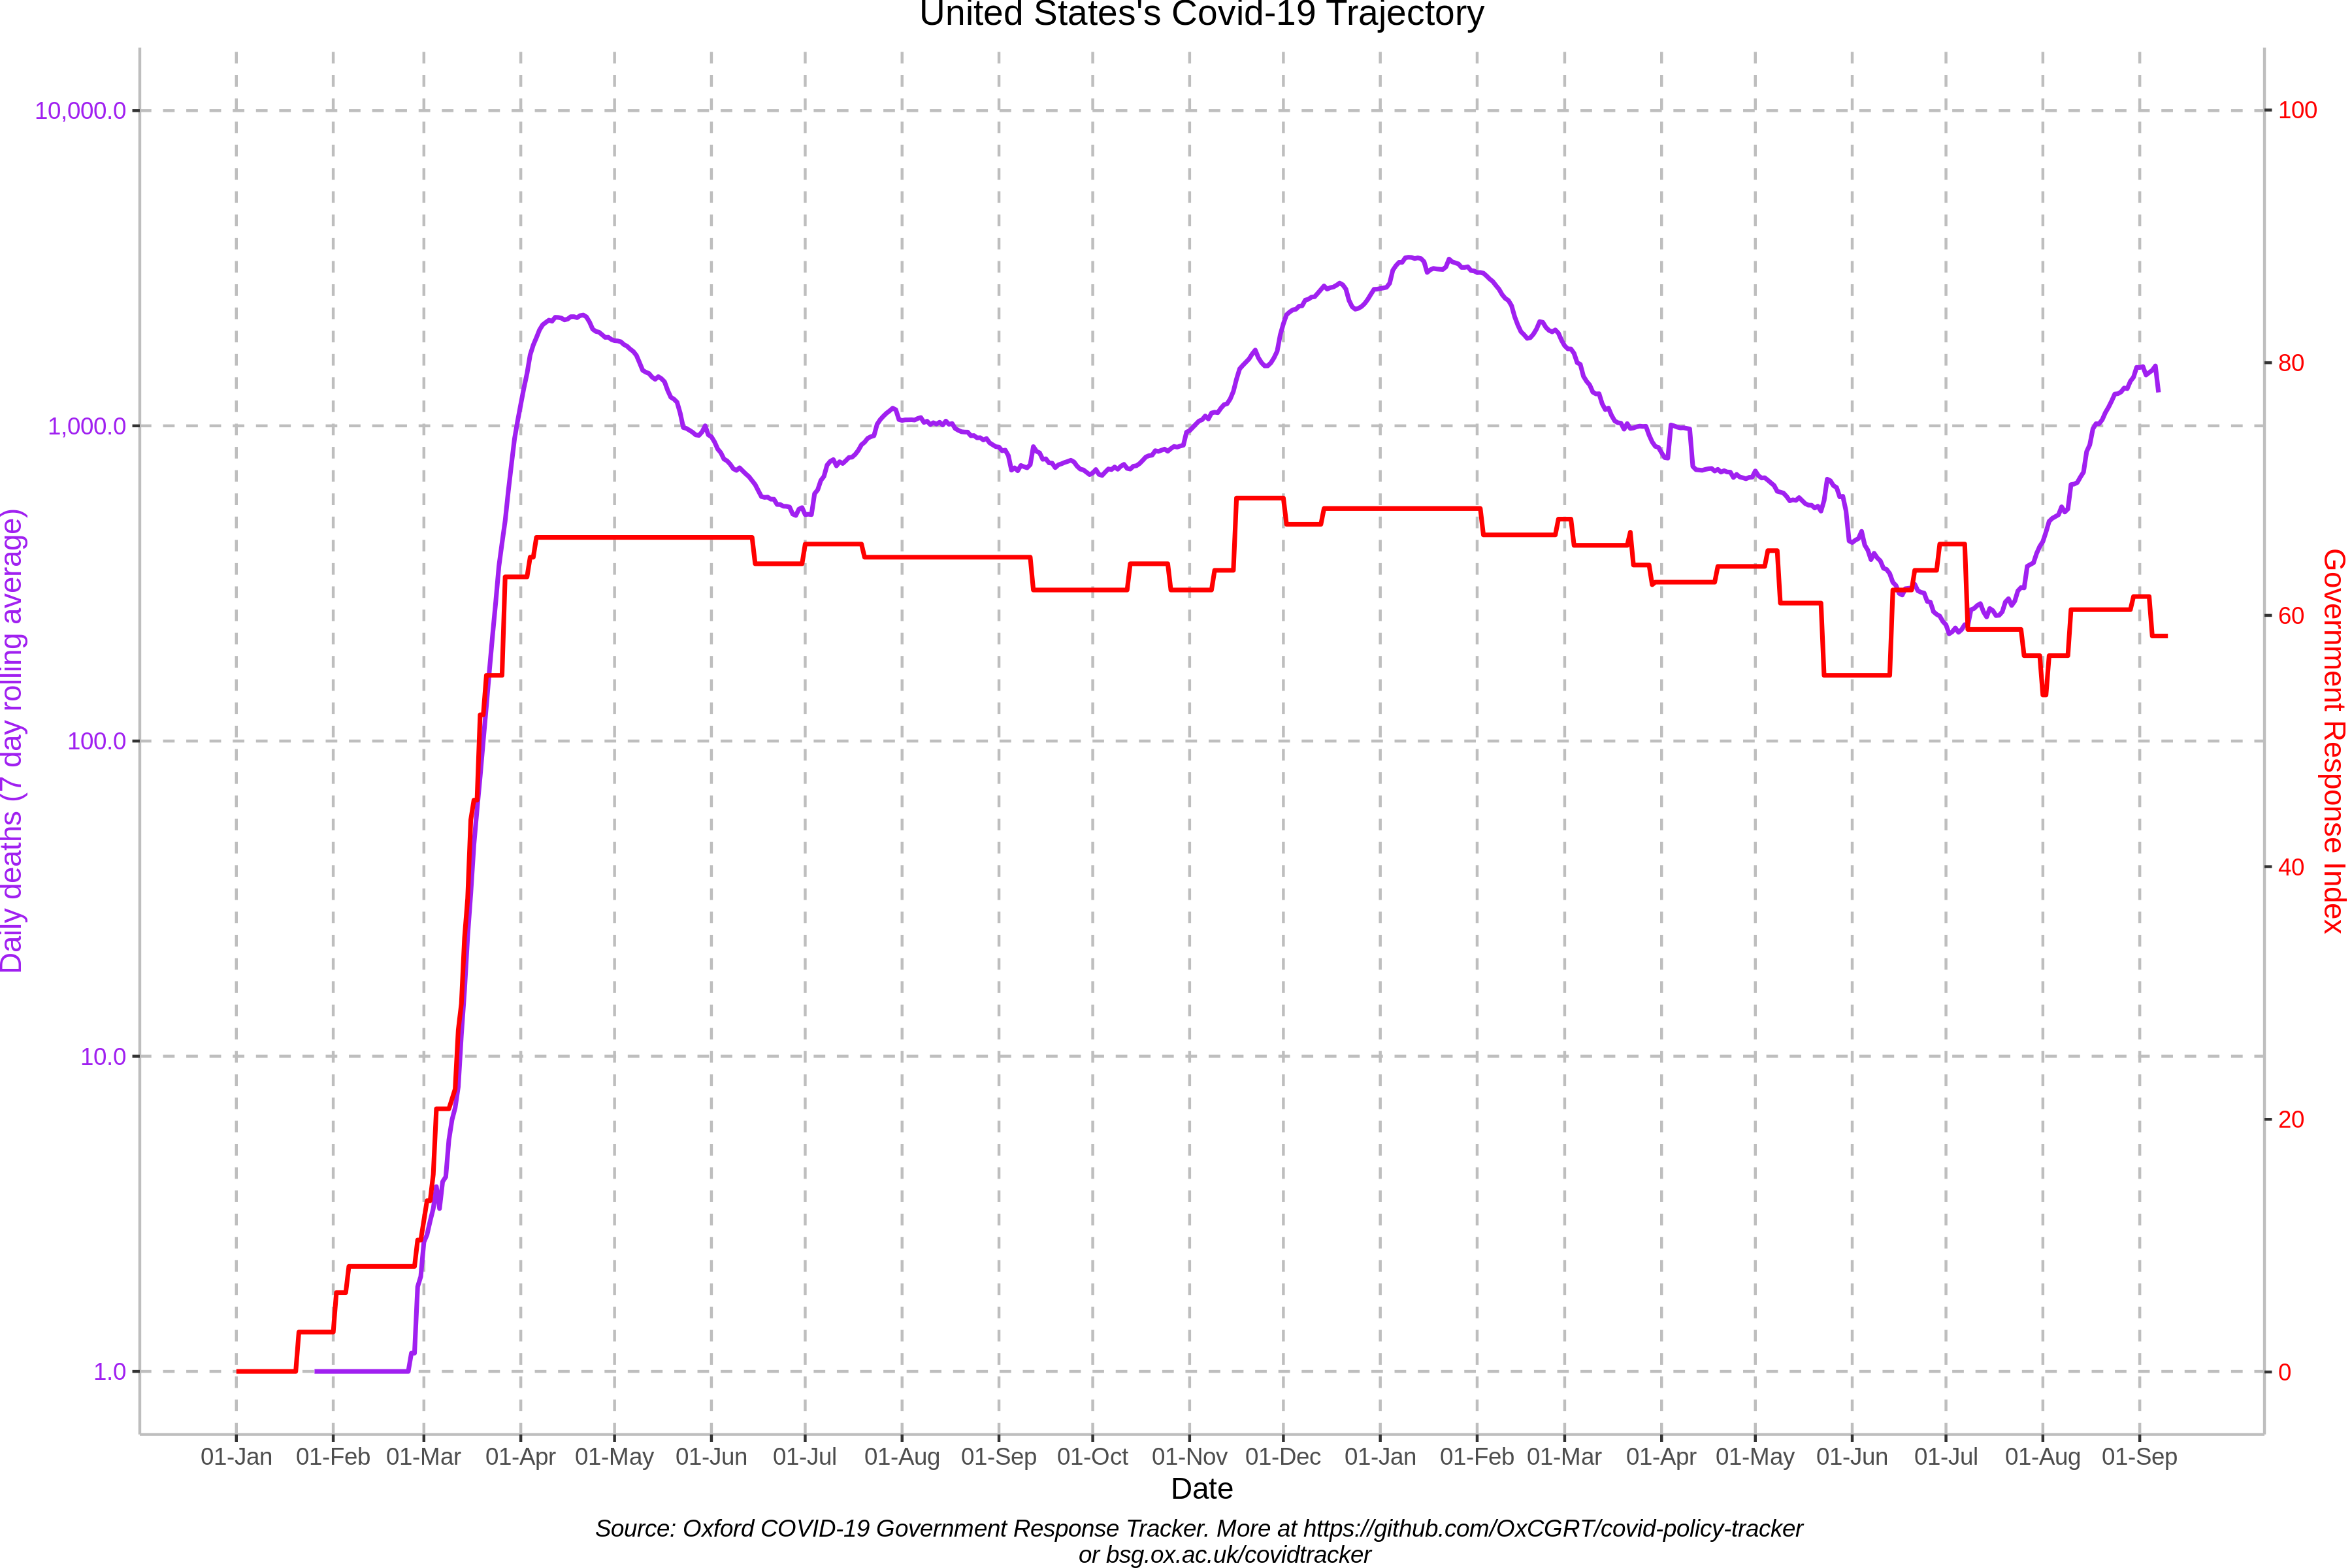 United States's Covid-19 Trajectory
10,000.0
1,000.0
100.0
10.0
1.0
Daily deaths (7 day rolling average)
100
80
60
40
20
0
Government Response Index
01-Jan 01-Feb 01-Mar 01-Apr 01-May 01-Jun 01-Jul 01-Aug 01-Sep 01-Oct 01-Nov 01-Dec 01-Jan 01-Feb 01-Mar 01-Apr 01-May 01-Jun 01-Jul 01-Aug 01-Sep
Date
Source: Oxford COVID-19 Government Response Tracker. More at https://github.com/OxCGRT/covid-policy-tracker
or bsg.ox.ac.uk/covidtracker